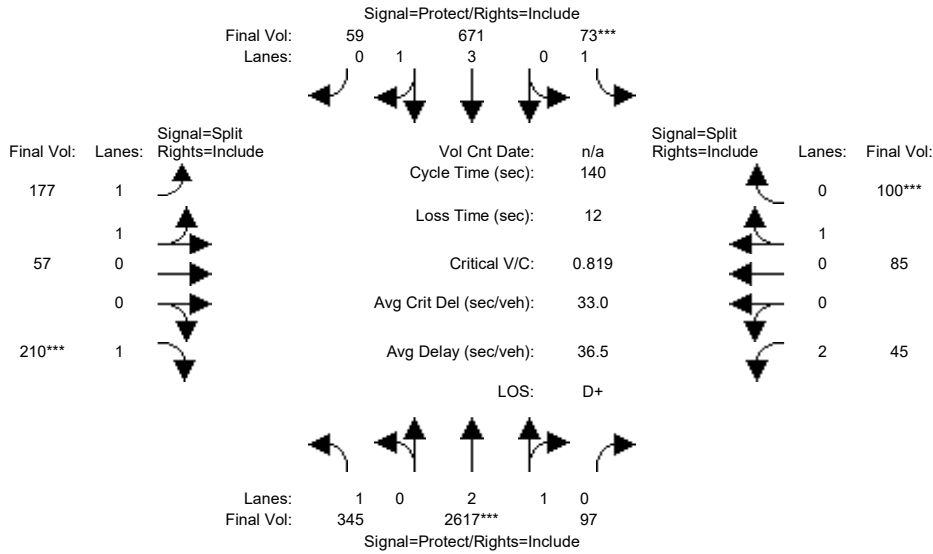 Signal=Protect/Rights=Include
Final Vol: 59 671 73***
Lanes: 0 1 3 0 1
Signal=Split
Final Vol: Lanes: Rights=Include
Vol Cnt Date: n/a
Signal=Split
Rights=Include Lanes: Final Vol:
Cycle Time (sec): 140
177 1
0 100***
Loss Time (sec): 12
1
1
57 0
Critical V/C: 0.819
0 85
0
Avg Crit Del (sec/veh): 33.0
0
210*** 1
Avg Delay (sec/veh): 36.5
2 45
LOS: D+
Lanes: 1 0 2 1 0
Final Vol: 345 2617*** 97
Signal=Protect/Rights=Include